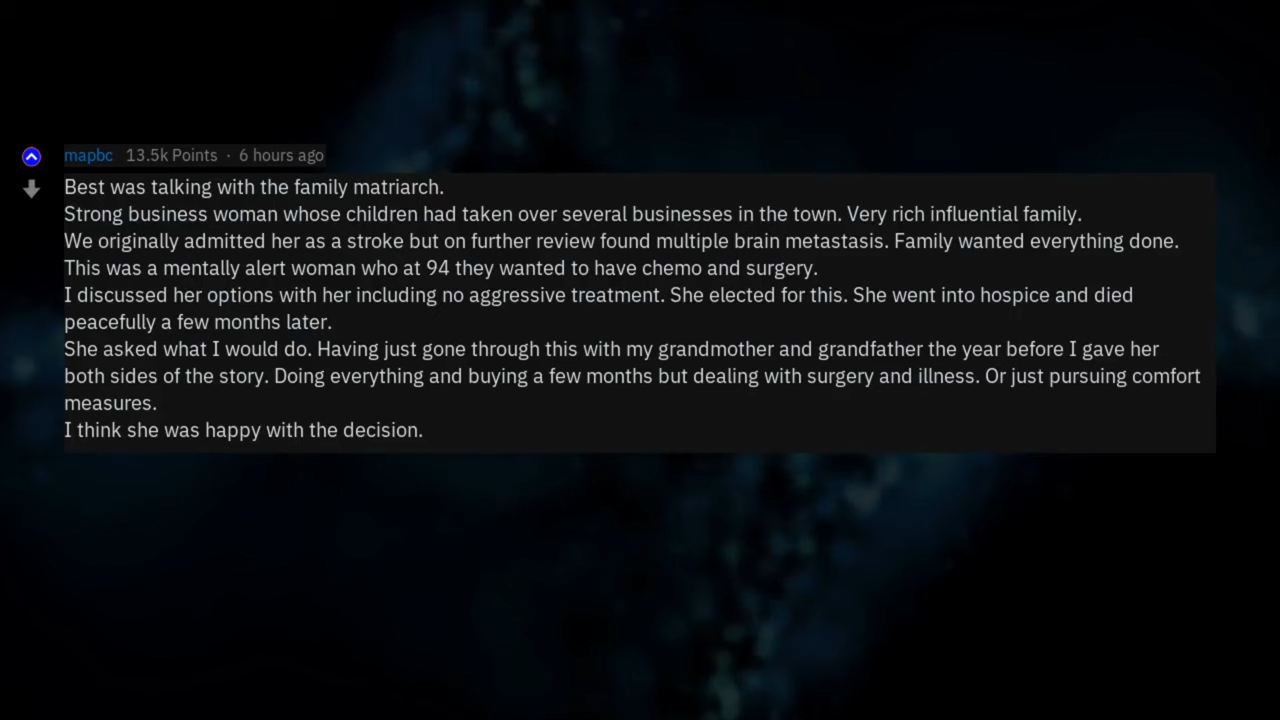 mapbc 13.5k Points · 6 hours ago
Best was talking with the family matriarch.
Strong business woman whose children had taken over several businesses in the town. Very rich influential family.
We originally admitted her as a stroke but on further review found multiple brain metastasis. Family wanted everything done.
This was a mentally alert woman who at 94 they wanted to have chemo and surgery.
I discussed her options with her including no aggressive treatment. She elected for this. She went into hospice and died
peacefully a few months later.
She asked what I would do. Having just gone through this with my grandmother and grandfather the year before I gave her
both sides of the story. Doing everything and buying a few months but dealing with surgery and illness. Or just pursuing comfort
measures.
I think she was happy with the decision.